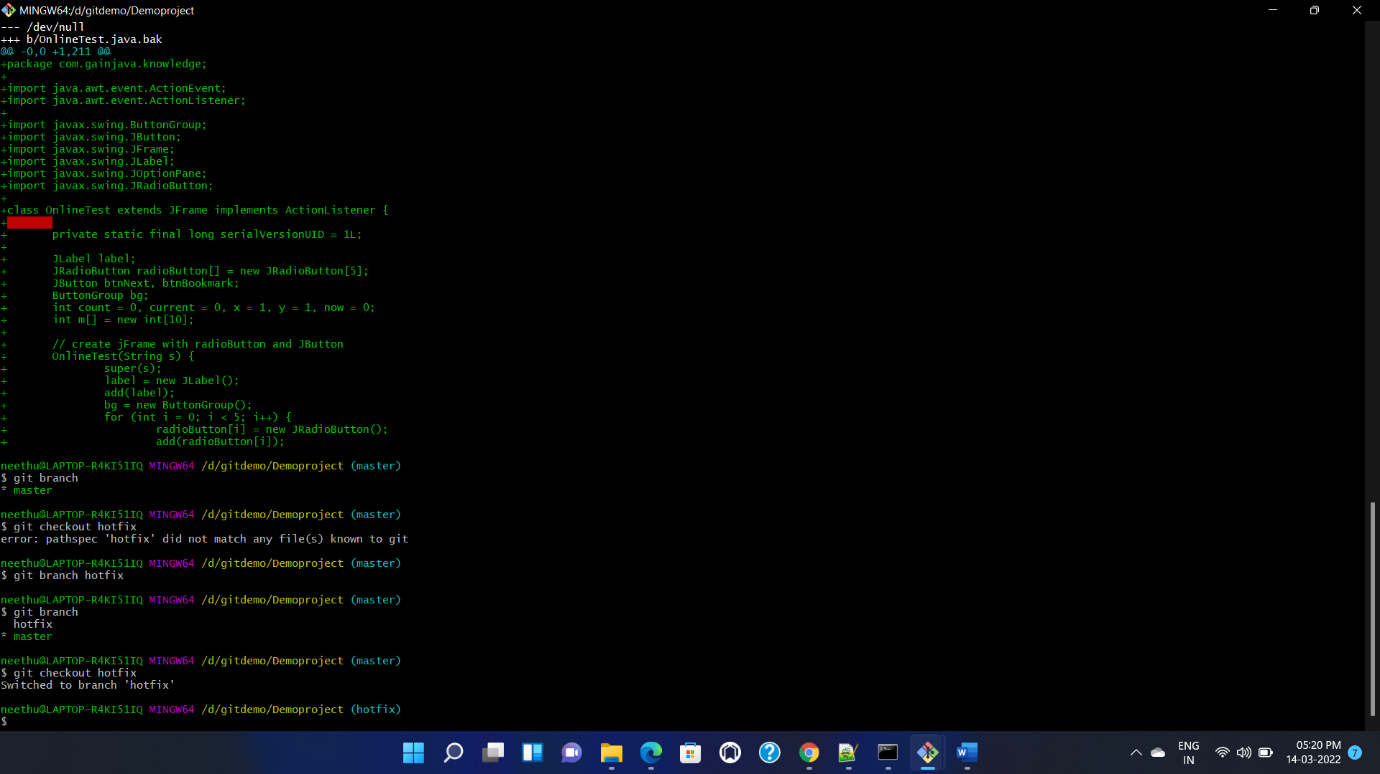 MINGW64:/d/gitdemo/Demoproject
--- /dev/null
+++ b/OnlineTest.java.bak
@@ -0,0 +1,211 @@
+package com.gainjava.knowledge;
+
+import java.awt.event.ActionEvent;
+import java.awt.event.ActionListener;
+
+import javax.swing.ButtonGroup;
+import javax.swing.JButton;
+import javax.swing.JFrame;
+import javax.swing.JLabel;
+import javax.swing.JOptionPane;
+import javax.swing.JRadioButton;
+
+class OnlineTest extends JFrame implements ActionListener {
+
+       private static final long serialVersionUID = 1L;
+
+       JLabel label;
+       JRadioButton radioButton[] = new JRadioButton[5];
+       JButton btnNext, btnBookmark;
+       ButtonGroup bg;
+       int count = 0, current = 0, x = 1, y = 1, now = 0;
+       int m[] = new int[10];
+
+       // create jFrame with radioButton and JButton
+       OnlineTest(String s) {
+               super(s);
+               label = new JLabel();
+               add(label);
+               bg = new ButtonGroup();
+               for (int i = 0; i < 5; i++) {
+                       radioButton[i] = new JRadioButton();
+                       add(radioButton[i]);
neethu@LAPTOP-R4KI51IQ MINGW64 /d/gitdemo/Demoproject (master)
$ git branch
* master
neethu@LAPTOP-R4KI51IQ MINGW64 /d/gitdemo/Demoproject (master)
$ git checkout hotfix
error: pathspec 'hotfix' did not match any file(s) known to git
neethu@LAPTOP-R4KI51IQ MINGW64 /d/gitdemo/Demoproject (master)
$ git branch hotfix
neethu@LAPTOP-R4KI51IQ MINGW64 /d/gitdemo/Demoproject (master)
$ git branch
  hotfix
* master
neethu@LAPTOP-R4KI51IQ MINGW64 /d/gitdemo/Demoproject (master)
$ git checkout hotfix
Switched to branch 'hotfix'
neethu@LAPTOP-R4KI51IQ MINGW64 /d/gitdemo/Demoproject (hotfix)
$
ENG
IN
05:20 PM
14-03-2022
7